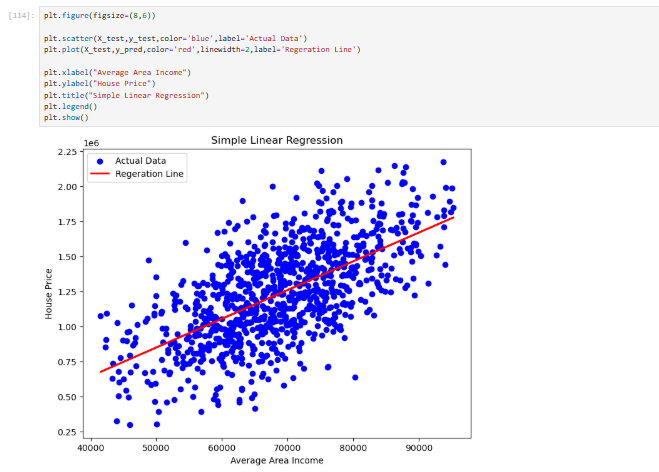 [114]: plt.figure(figsize=(8,6))
plt.scatter(X_test,y_test,color='blue',label='Actual Data')
plt.plot(X_test,y_pred,color='red',linewidth=2,label='Regeration Line')
plt.xlabel("Average Area Income")
plt.ylabel("House Price")
plt.title("Simple Linear Regression")
plt.legend()
plt.show()
Simple Linear Regression
1e6
Actual Data
Regeration Line
2.25
2.00
1.75
1.50
1.25
1.00
0.75
0.50
0.25
House Price
40000 50000 60000 70000 80000 90000
Average Area Income